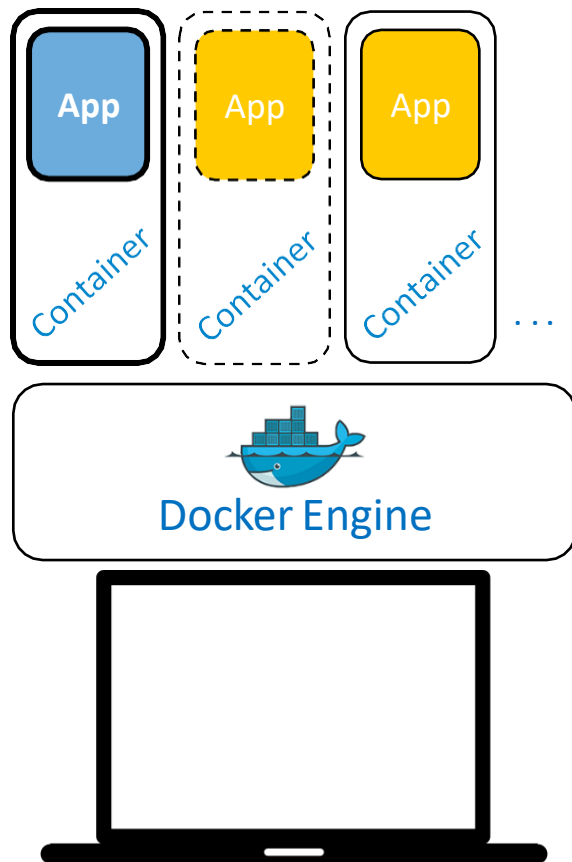 App
App
App
Container
Container
Container
. . .
Docker Engine